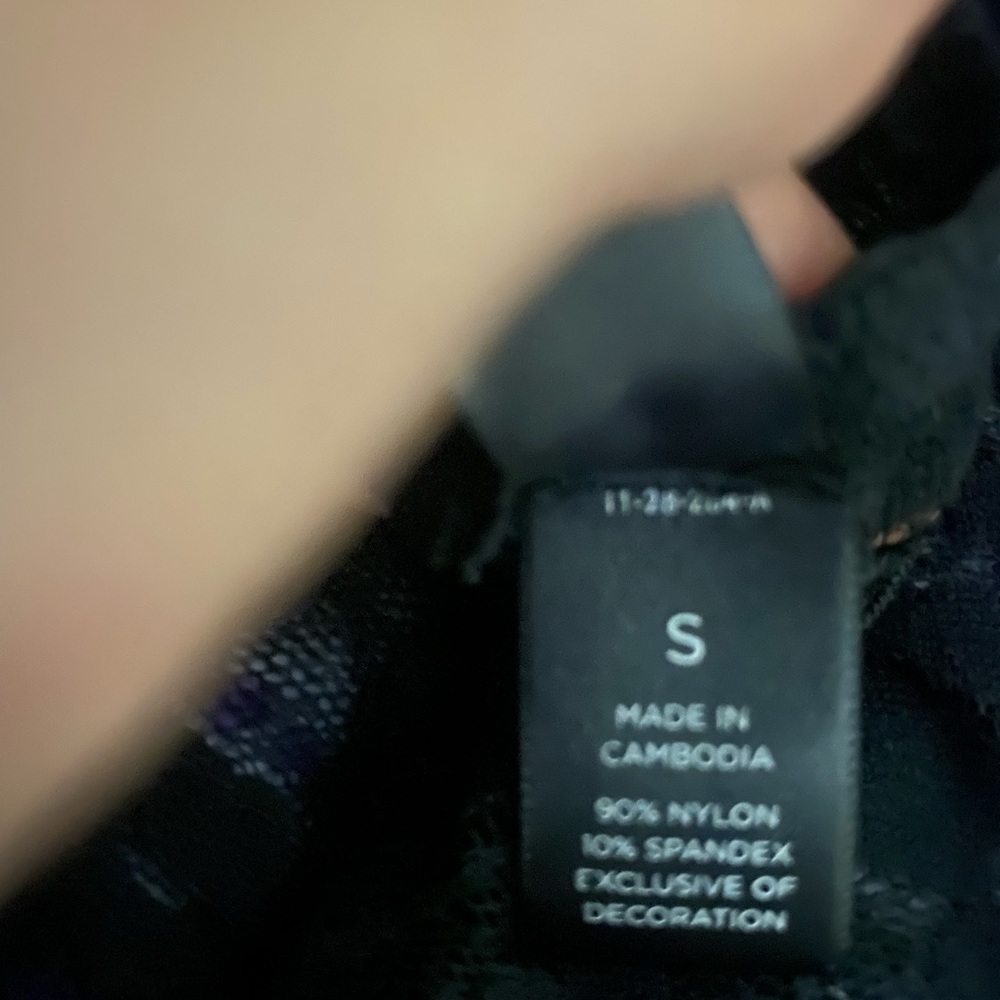 S
MADE IN
CAMBODIA
90% NYLON
10% SPANDEX
EXCLUSIVE OF
DECORATION